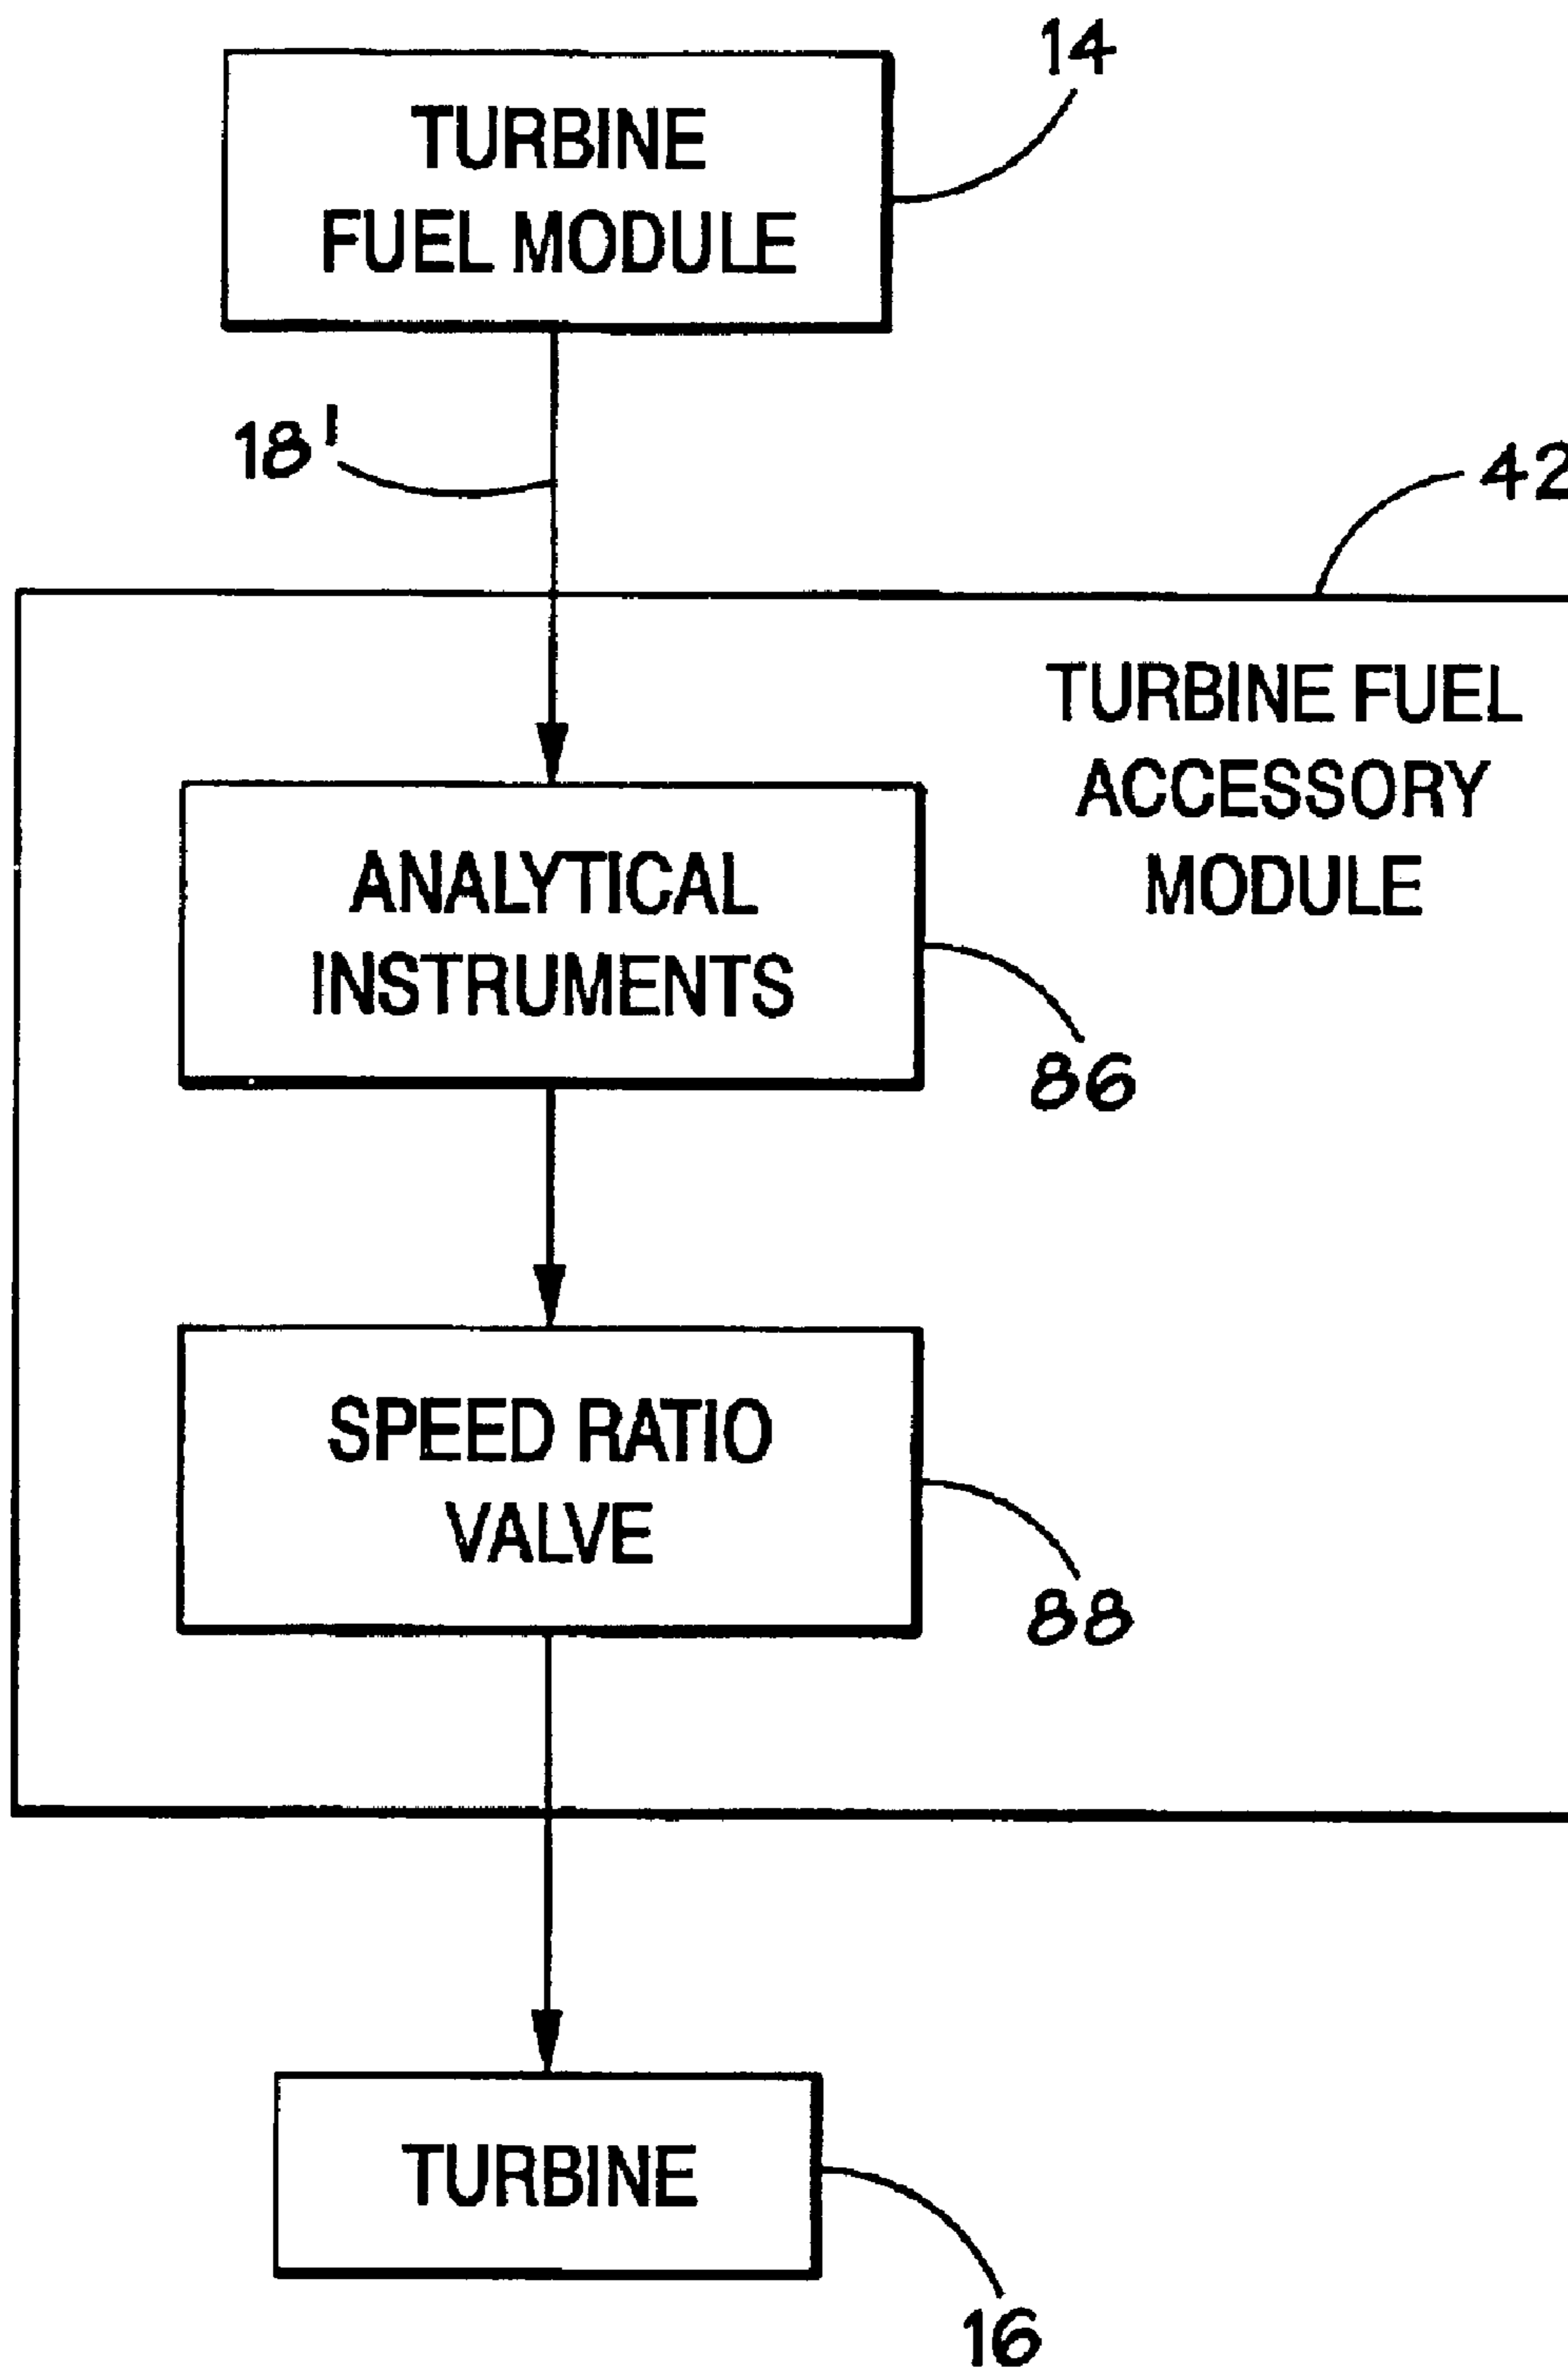 14
TURBINE
FUEL MODULE
18'
42
TURBINE FUEL
ACCESSORY
MODULE
ANALYTICAL
INSTRUMENTS
86
SPEED RATIO
VALVE
88
TURBINE
16